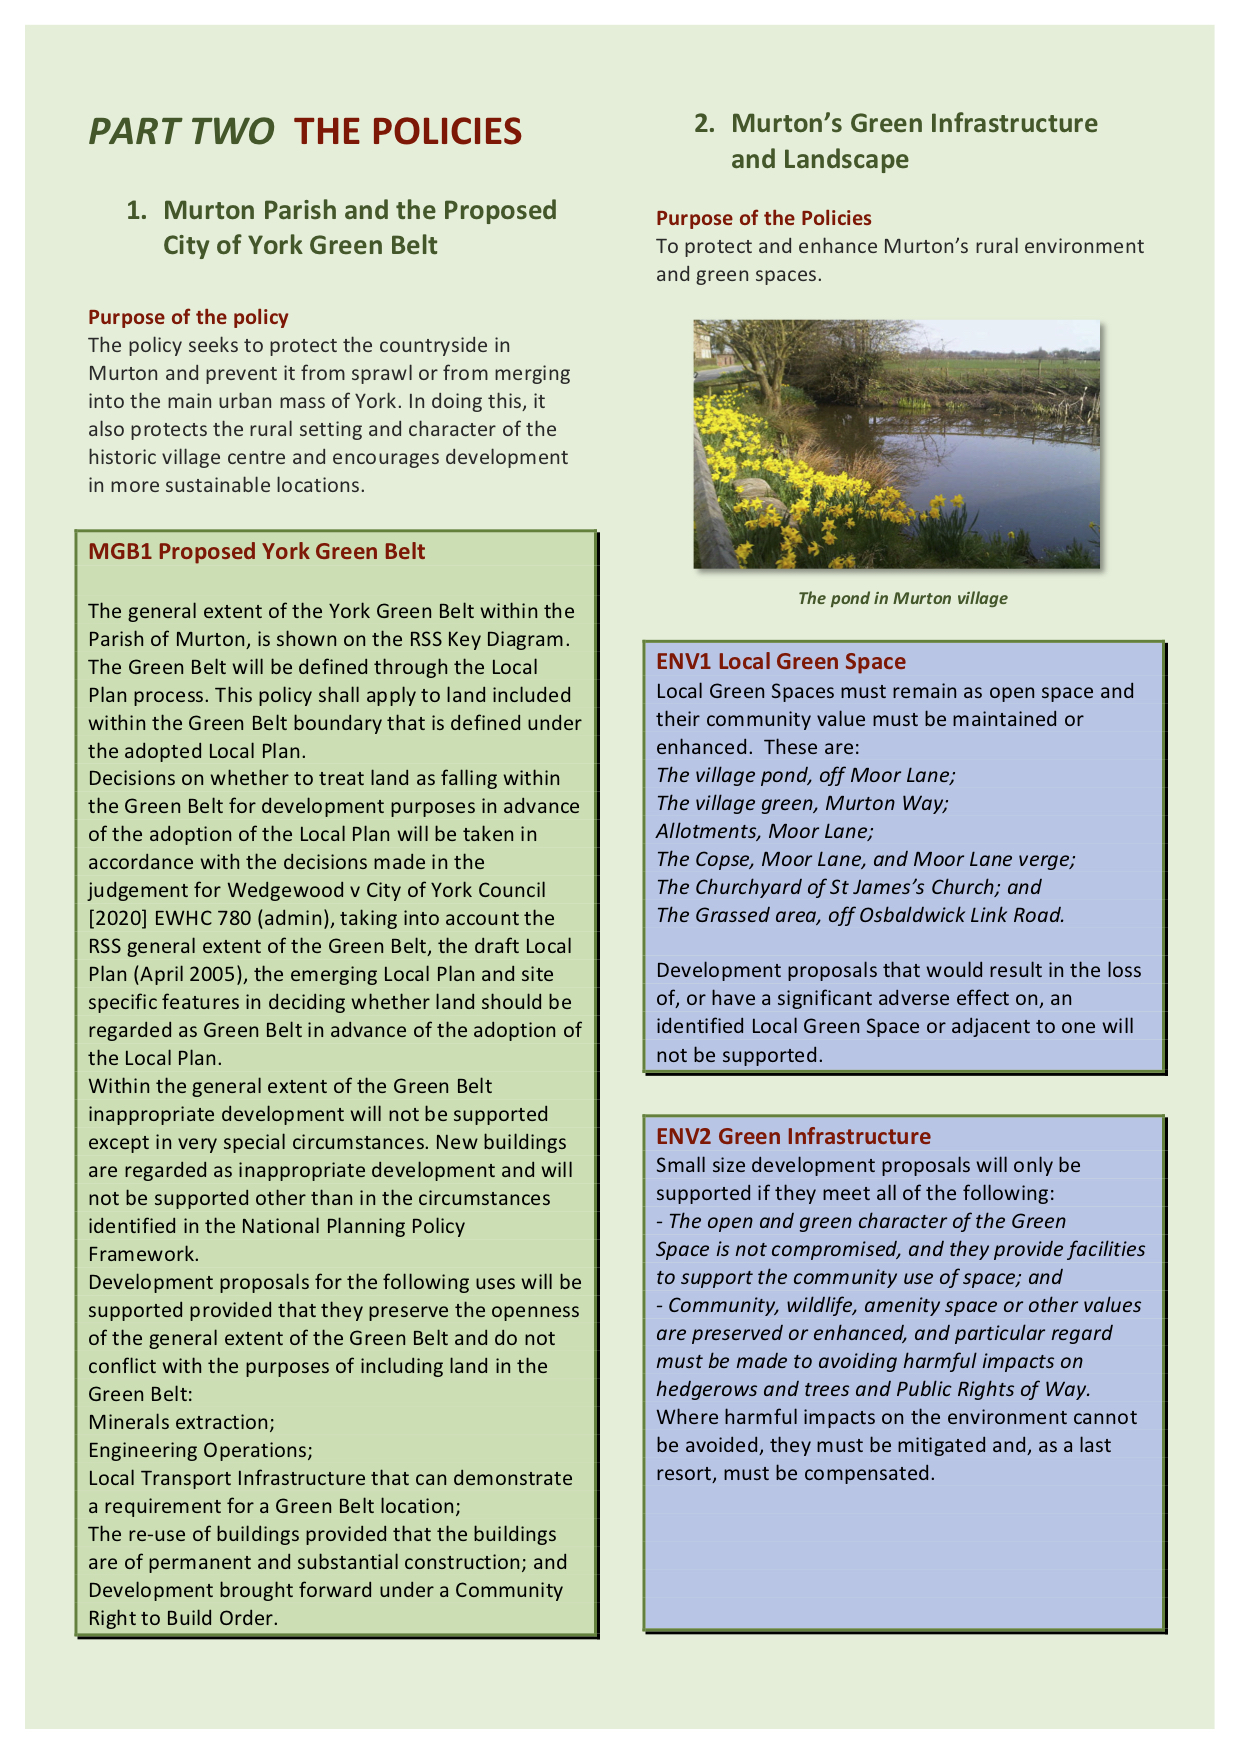 PART TWO THE POLICIES
1. Murton Parish and the Proposed
City of York Green Belt
Purpose of the policy
The policy seeks to protect the countryside in
Murton and prevent it from sprawl or from merging
into the main urban mass of York. In doing this, it
also protects the rural setting and character of the
historic village centre and encourages development
in more sustainable locations.
MGB1 Proposed York Green Belt
The general extent of the York Green Belt within the
Parish of Murton, is shown on the RSS Key Diagram.
The Green Belt will be defined through the Local
Plan process. This policy shall apply to land included
within the Green Belt boundary that is defined under
the adopted Local Plan.
Decisions on whether to treat land as falling within
the Green Belt for development purposes in advance
of the adoption of the Local Plan will be taken in
accordance with the decisions made in the
judgement for Wedgewood v City of York Council
[2020] EWHC 780 (admin), taking into account the
RSS general extent of the Green Belt, the draft Local
Plan (April 2005), the emerging Local Plan and site
specific features in deciding whether land should be
regarded as Green Belt in advance of the adoption of
the Local Plan.
Within the general extent of the Green Belt
inappropriate development will not be supported
except in very special circumstances. New buildings
are regarded as inappropriate development and will
not be supported other than in the circumstances
identified in the National Planning Policy
Framework.
Development proposals for the following uses will be
supported provided that they preserve the openness
of the general extent of the Green Belt and do not
conflict with the purposes of including land in the
Green Belt:
Minerals extraction;
Engineering Operations;
Local Transport Infrastructure that can demonstrate
a requirement for a Green Belt location;
The re-use of buildings provided that the buildings
are of permanent and substantial construction; and
Development brought forward under a Community
Right to Build Order.
2. Murton’s Green Infrastructure
and Landscape
Purpose of the Policies
To protect and enhance Murton’s rural environment
and green spaces.
The pond in Murton village
ENV1 Local Green Space
Local Green Spaces must remain as open space and
their community value must be maintained or
enhanced. These are:
The village pond, off Moor Lane;
The village green, Murton Way;
Allotments, Moor Lane;
The Copse, Moor Lane, and Moor Lane verge;
The Churchyard of St James’s Church; and
The Grassed area, off Osbaldwick Link Road.
Development proposals that would result in the loss
of, or have a significant adverse effect on, an
identified Local Green Space or adjacent to one will
not be supported.
ENV2 Green Infrastructure
Small size development proposals will only be
supported if they meet all of the following:
- The open and green character of the Green
Space is not compromised, and they provide facilities
to support the community use of space; and
- Community, wildlife, amenity space or other values
are preserved or enhanced, and particular regard
must be made to avoiding harmful impacts on
hedgerows and trees and Public Rights of Way.
Where harmful impacts on the environment cannot
be avoided, they must be mitigated and, as a last
resort, must be compensated.